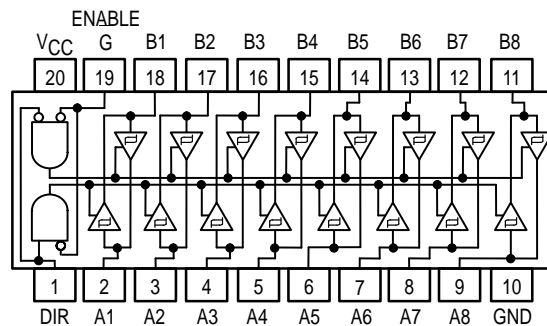 ENABLE
VCC G B1 B2 B3 B4 B5 B6 B7 B8
20 19 18 17 16 15 14 13 12 11
1 2 3 4 5 6 7 8 9 10
DIR A1 A2 A3 A4 A5 A6 A7 A8 GND